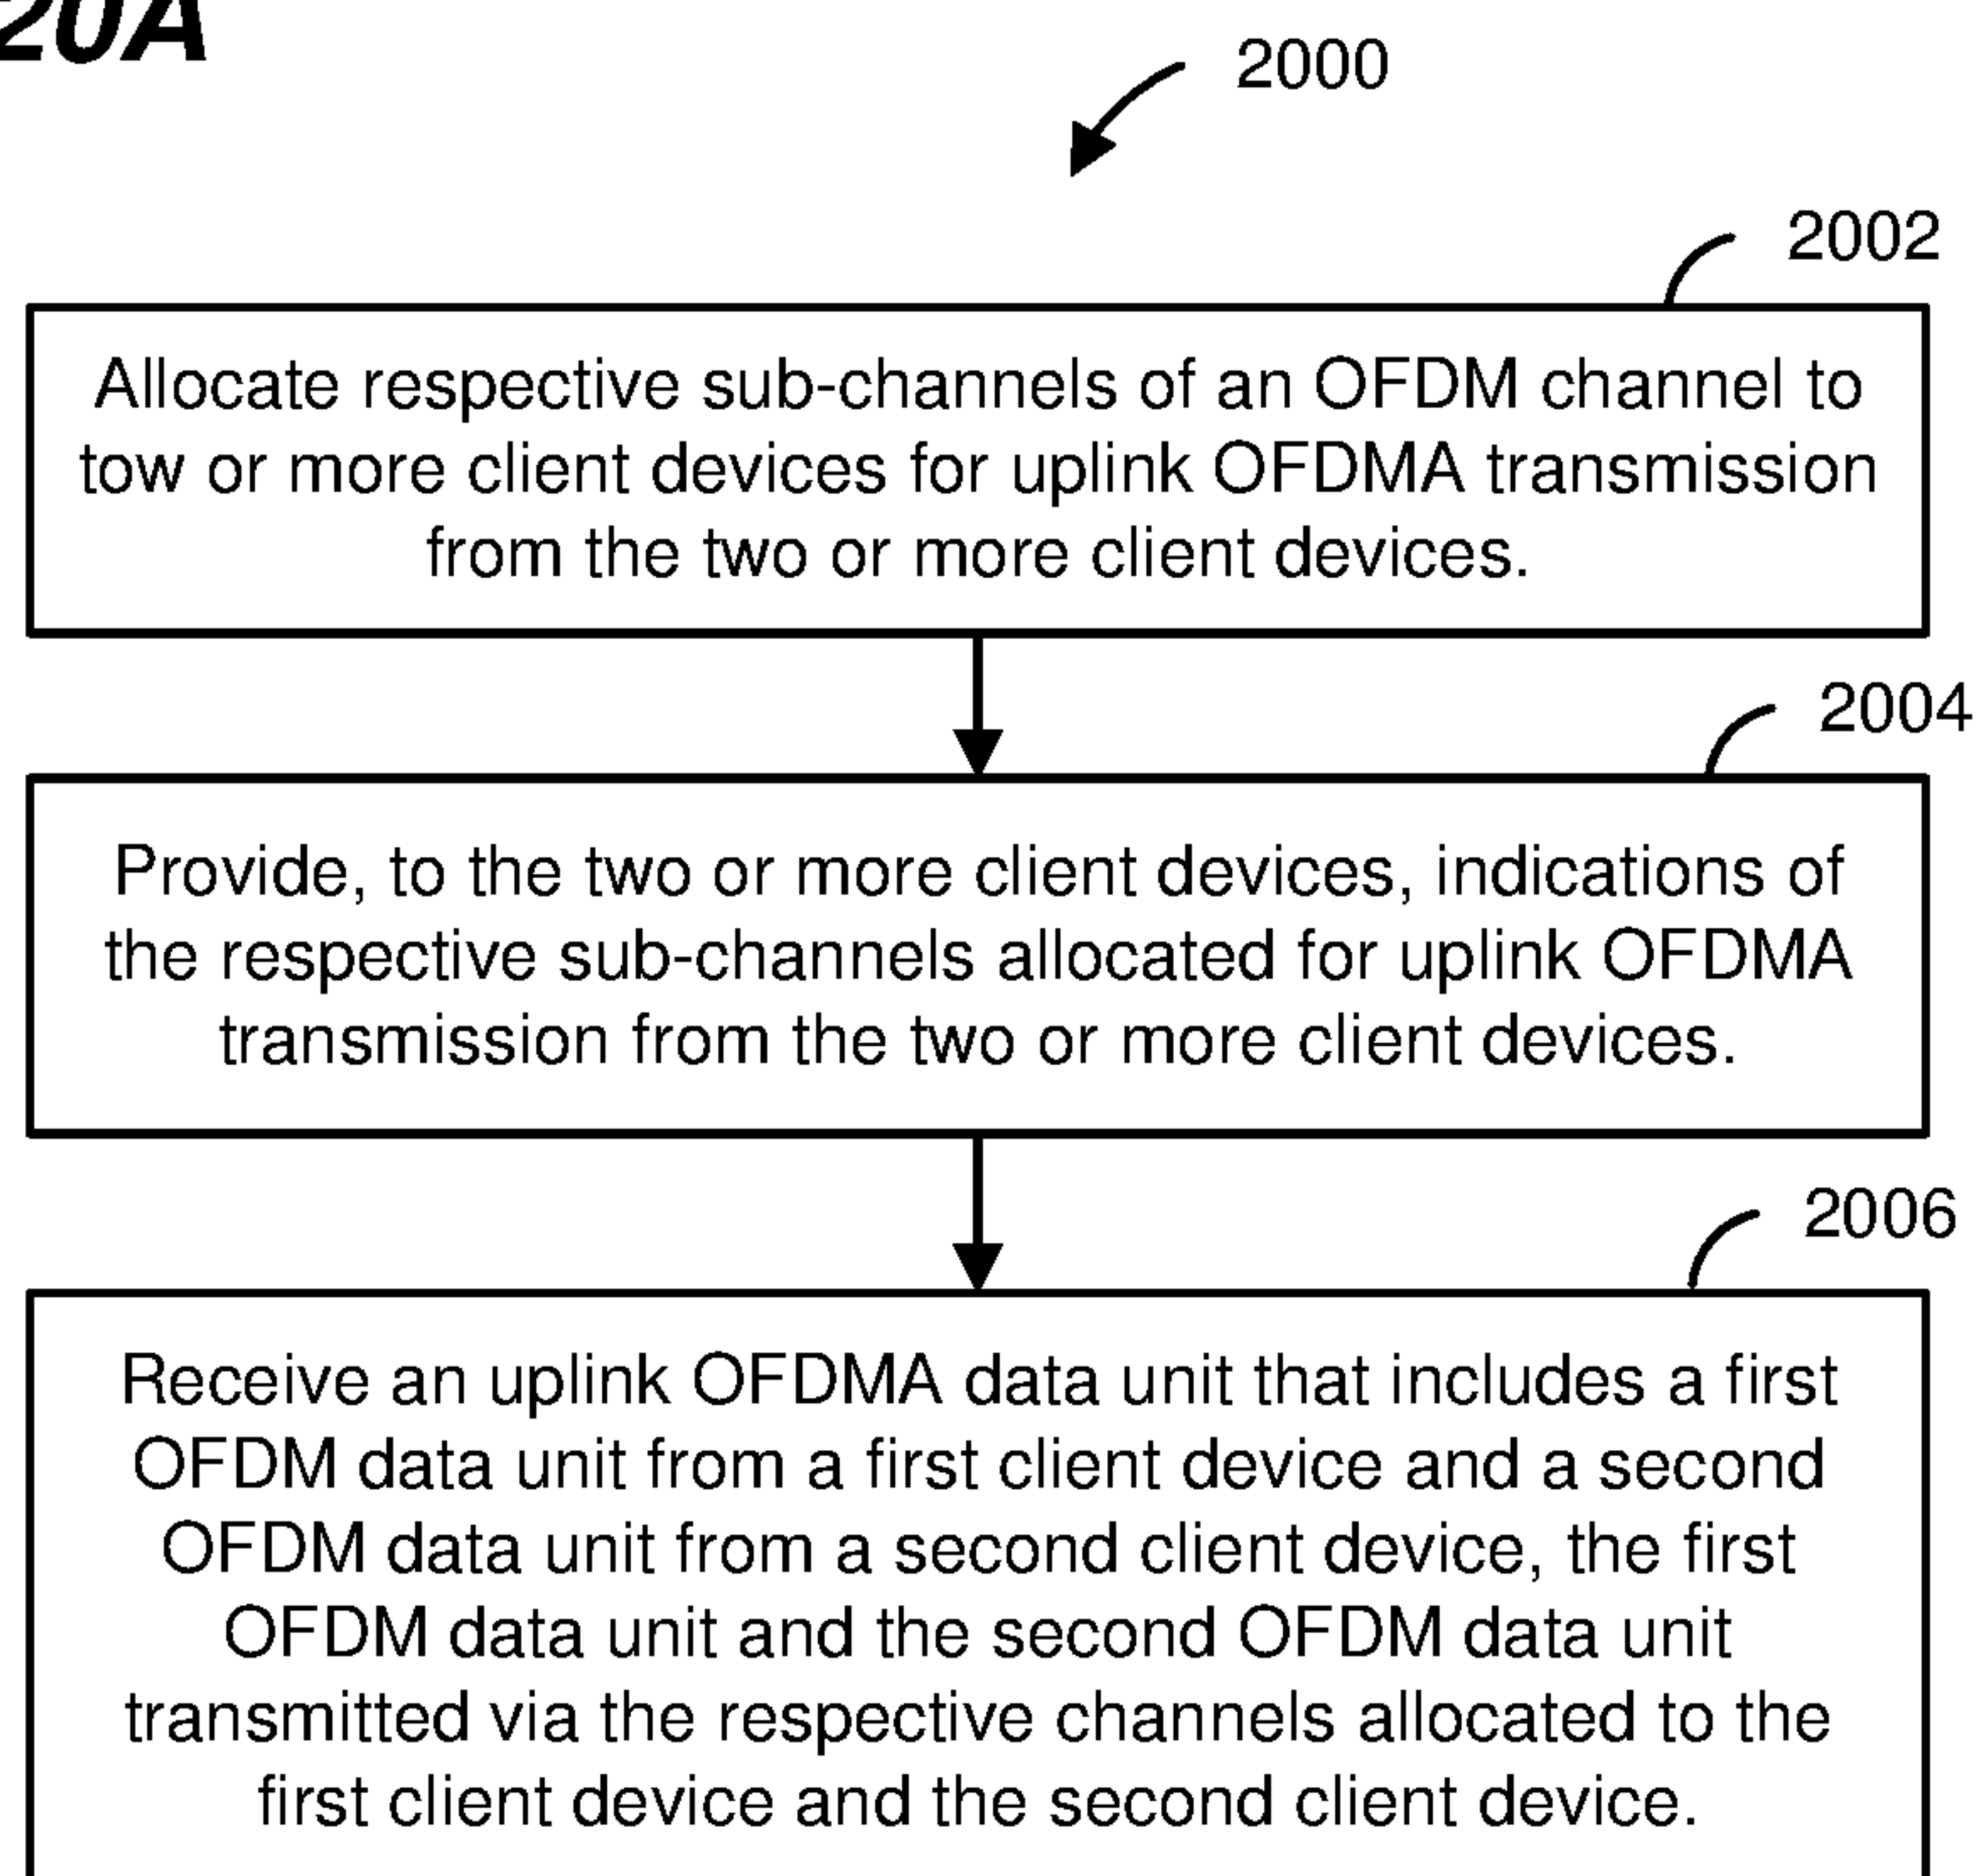 20A
2000
2002
Allocate respective sub-channels of an OFDM channel to
tow or more client devices for uplink OFDMA transmission
from the two or more client devices.
2004
Provide, to the two or more client devices, indications of
the respective sub-channels allocated for uplink OFDMA
transmission from the two or more client devices.
2006
Receive an uplink OFDMA data unit that includes a first
OFDM data unit from a first client device and a second
OFDM data unit from a second client device, the first
OFDM data unit and the second OFDM data unit
transmitted via the respective channels allocated to the
first client device and the second client device.